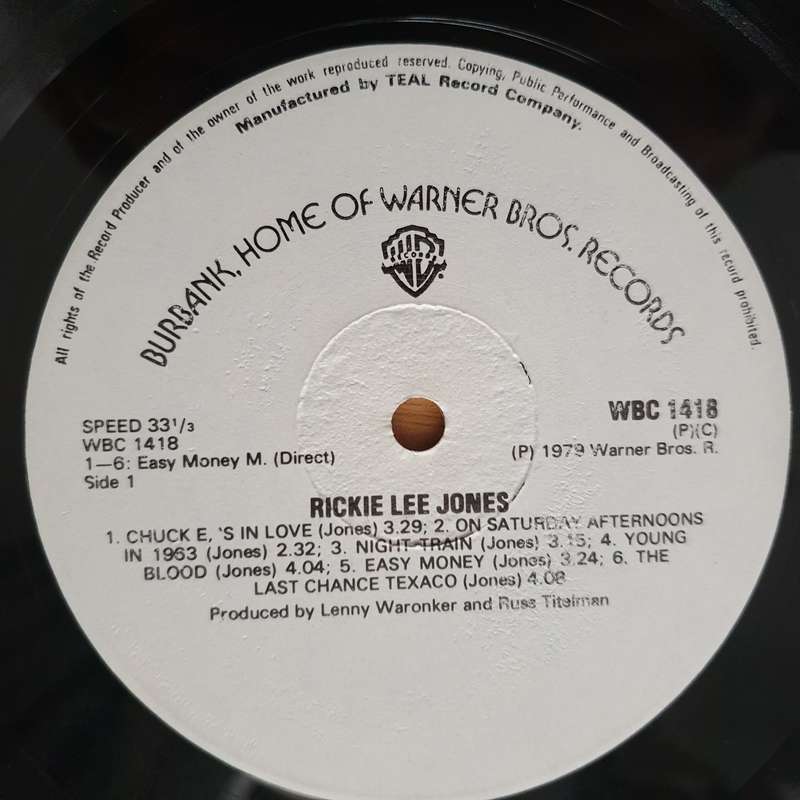 All rights of the Record Producer and of the owner of the work reproduced reserved. Copying, Public Performance and Broadcasting of this record prohibited.
Manufactured by TEAL Record Company.
BURBANK, HOME OF WARNER BROS. RECORDS
WB
RECORDS
SPEED 33 1/3
WBC 1418
1—6: Easy Money M. (Direct)
Side 1
WBC 1418
(P)(C)
(P) 1979 Warner Bros. R.
RICKIE LEE JONES
1. CHUCK E, 'S IN LOVE (Jones) 3.29; 2. ON SATURDAY AFTERNOONS
IN 1963 (Jones) 2.32; 3. NIGHT TRAIN (Jones) 3.15; 4. YOUNG
BLOOD (Jones) 4.04; 5. EASY MONEY (Jones) 3.24; 6. THE
LAST CHANCE TEXACO (Jones) 4.08
Produced by Lenny Waronker and Russ Titelman